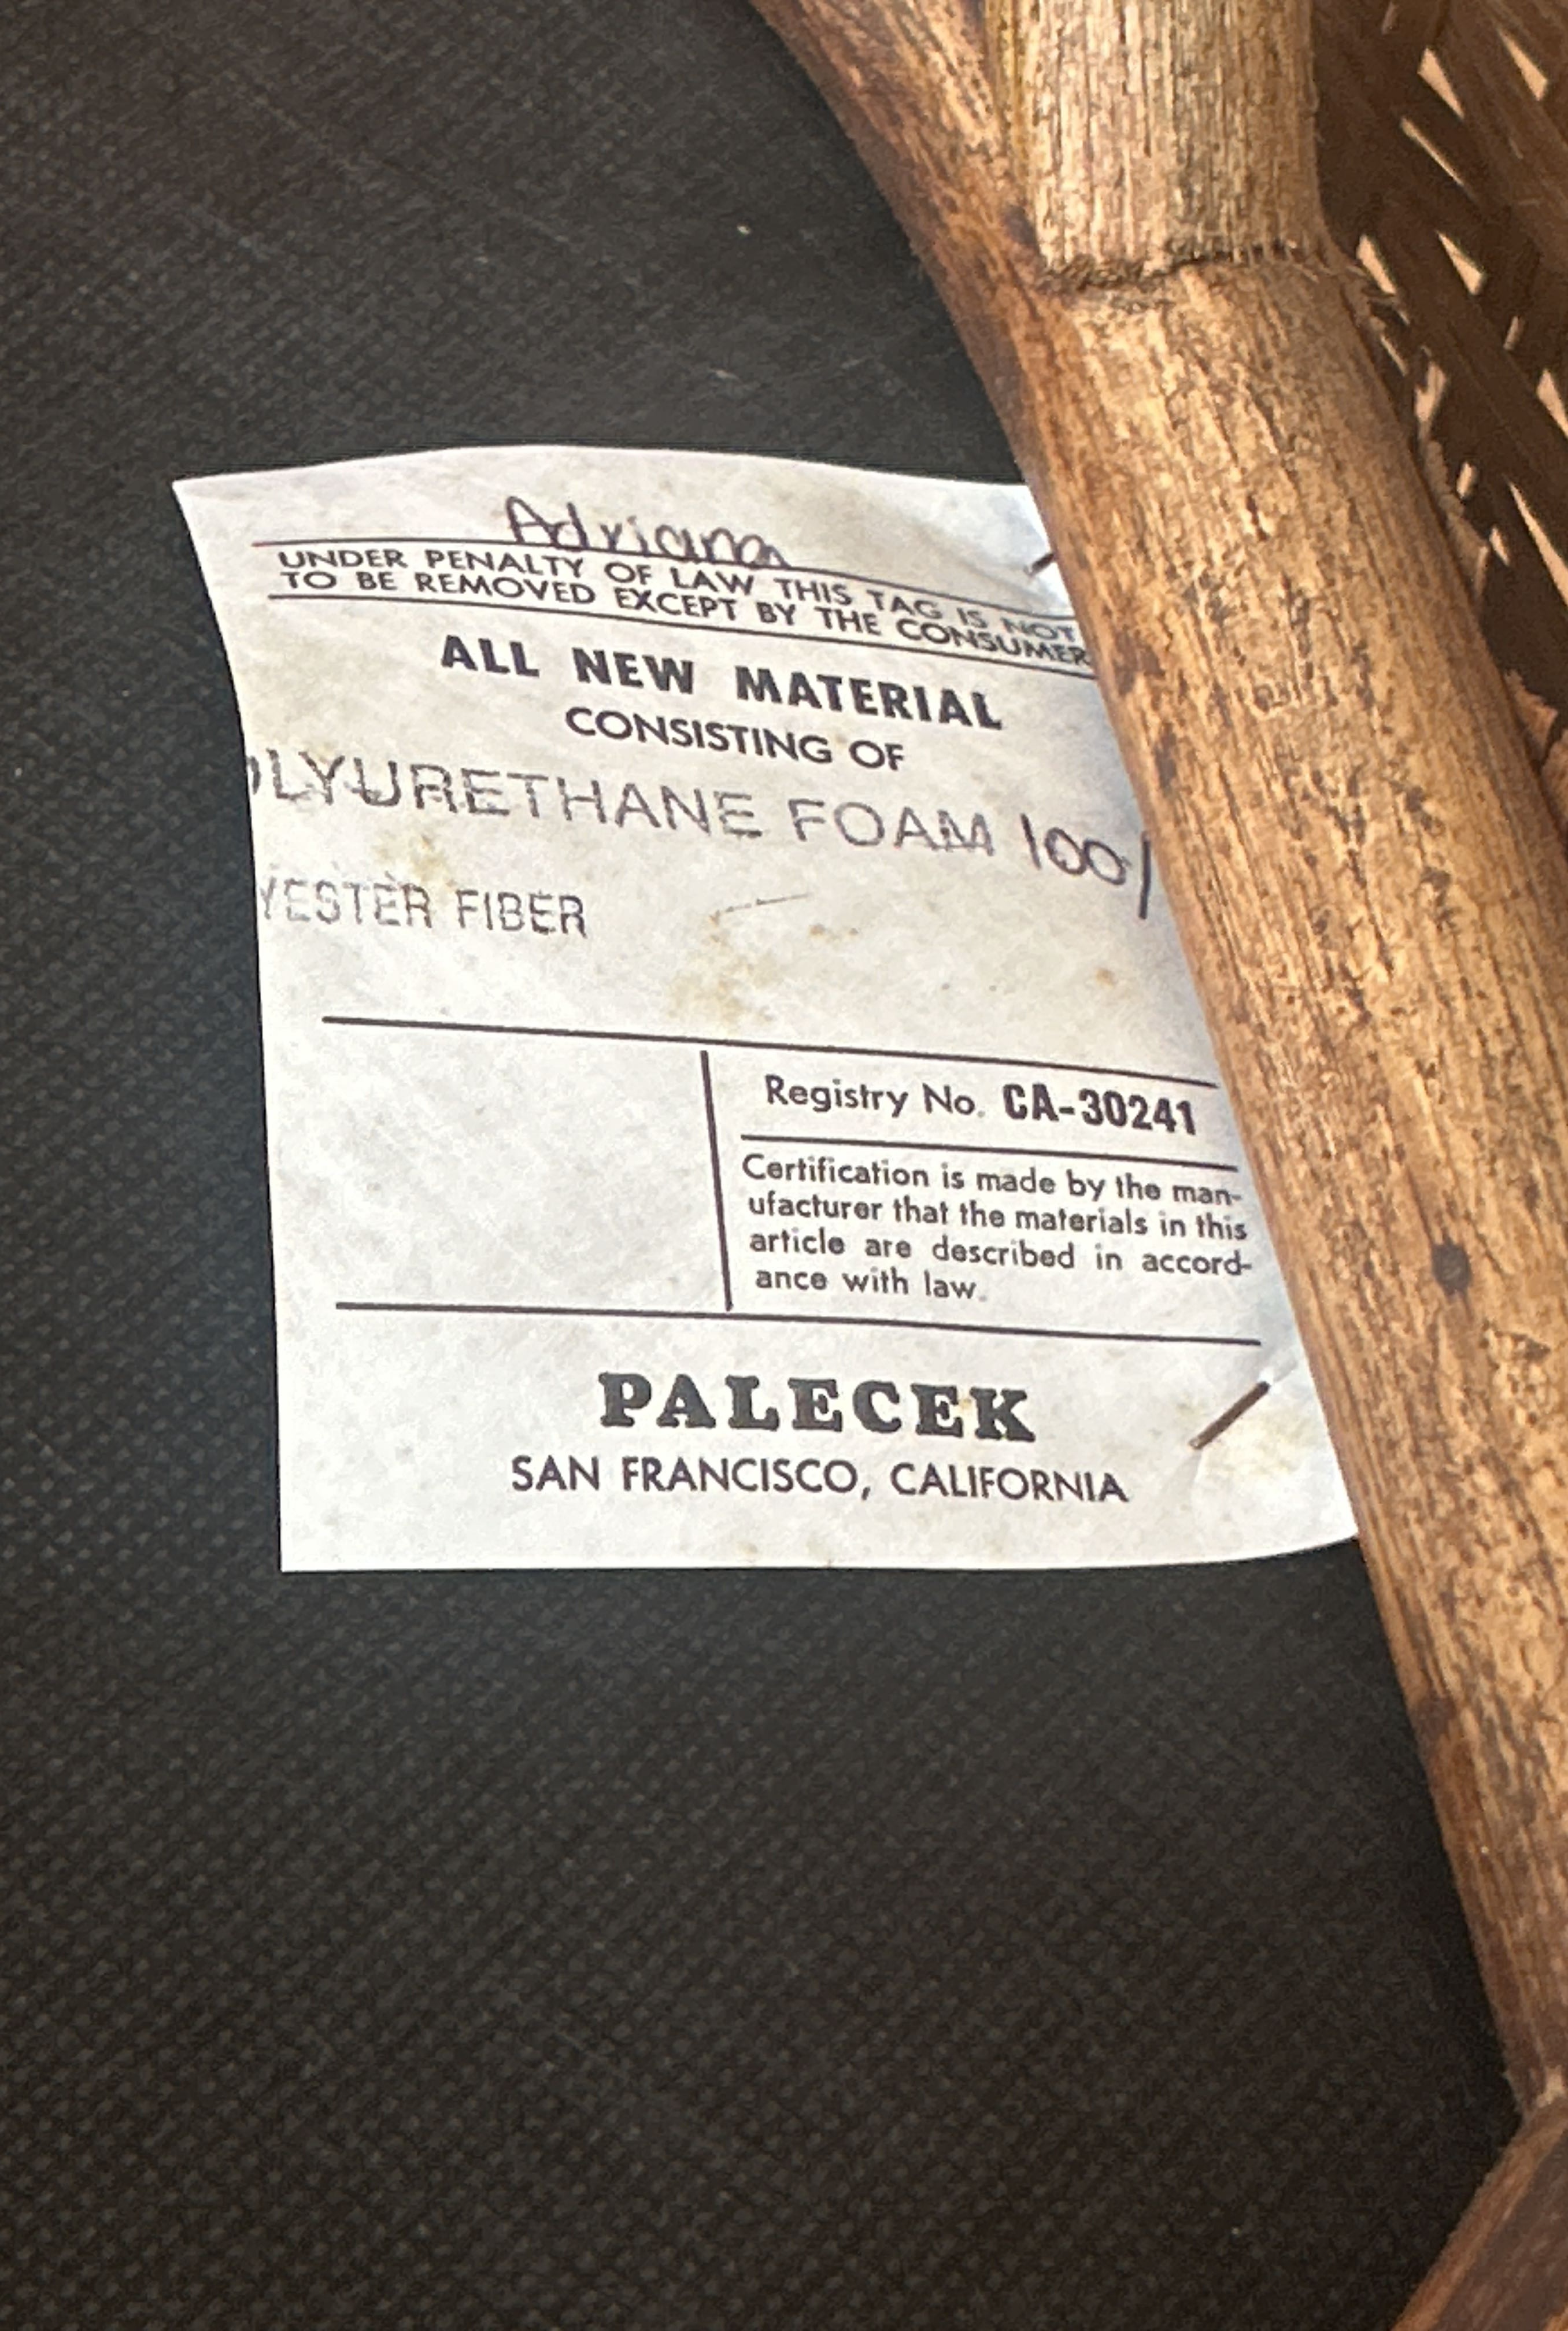 Adriana
UNDER PENALTY OF LAW THIS TAG IS NOT
TO BE REMOVED EXCEPT BY THE CONSUMER
ALL NEW MATERIAL
CONSISTING OF
OLYURETHANE FOAM 100/
YESTER FIBER
Registry No. CA-30241
Certification is made by the man-
ufacturer that the materials in this
article are described in accord-
ance with law.
PALECEK
SAN FRANCISCO, CALIFORNIA